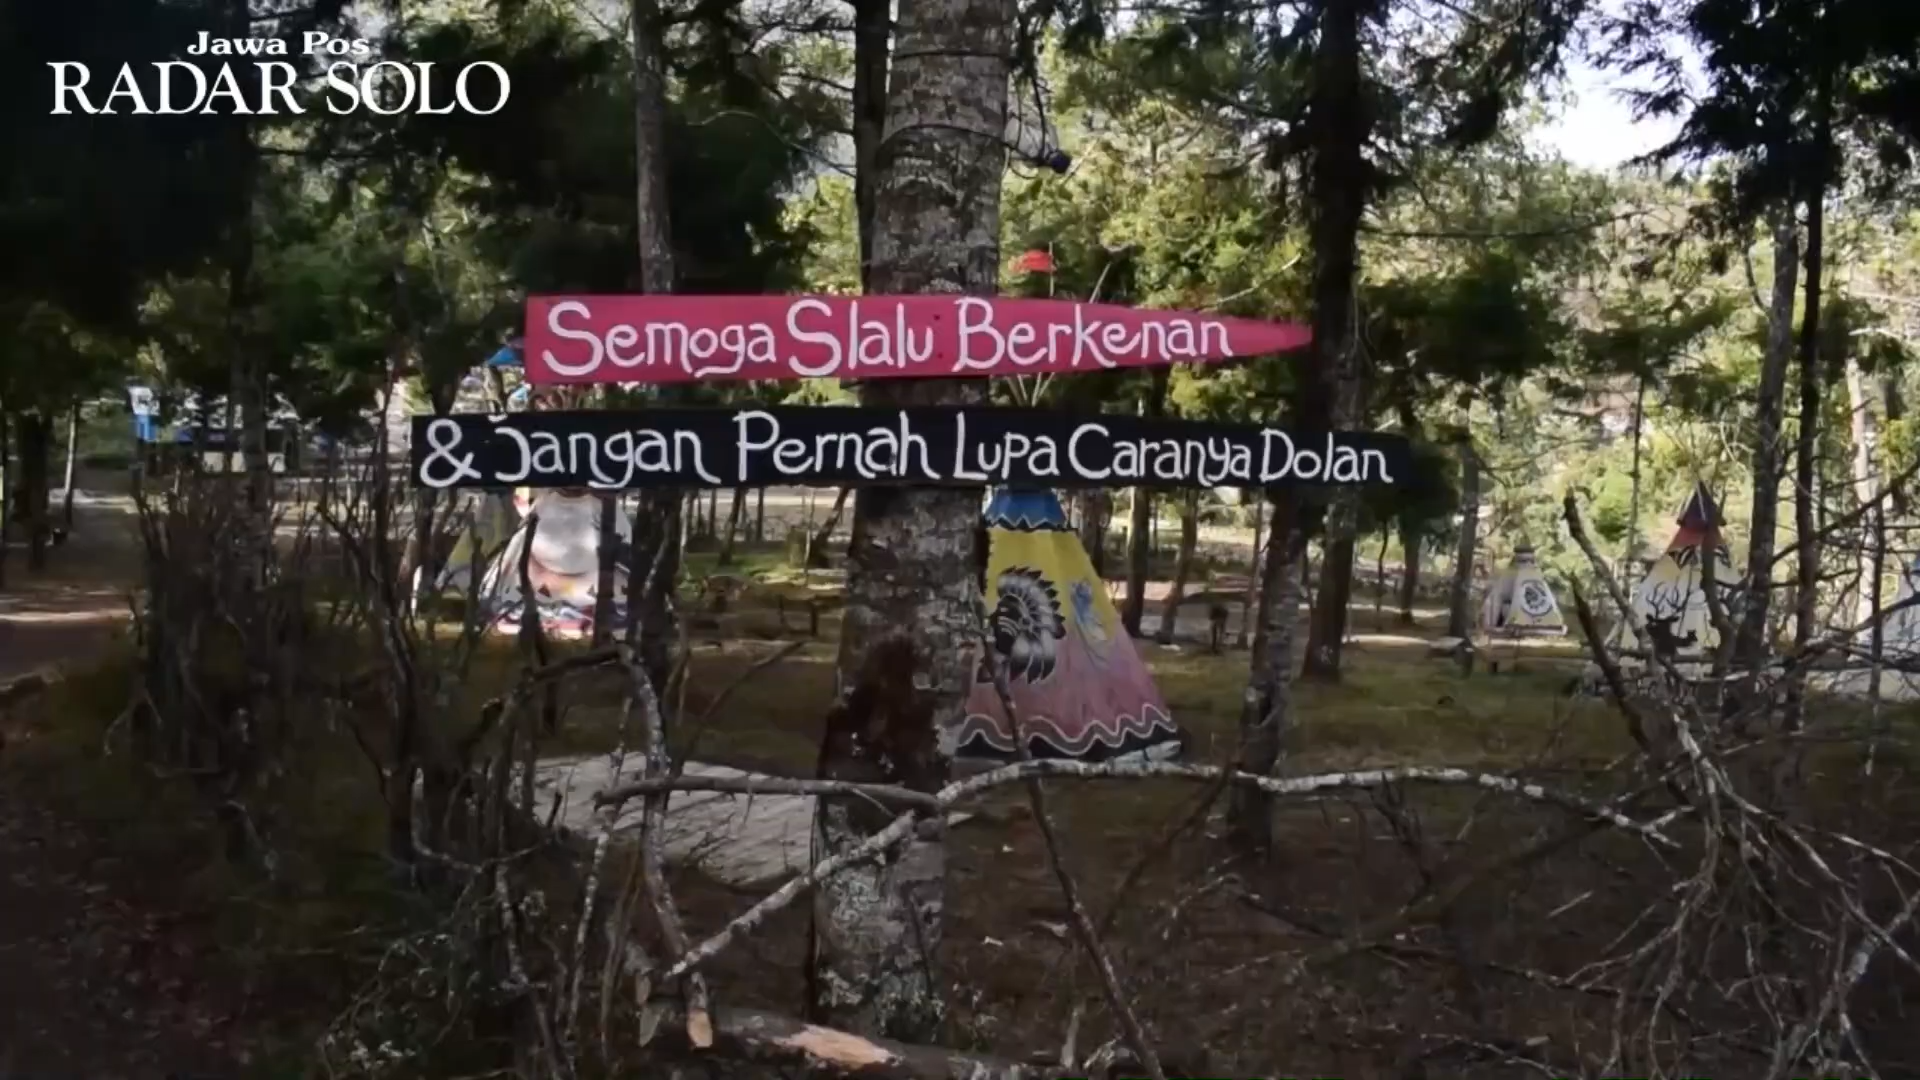 Jawa Pos
RADAR SOLO
Semoga Slalu Berkenan
& Jangan Pernah Lupa Caranya Dolan